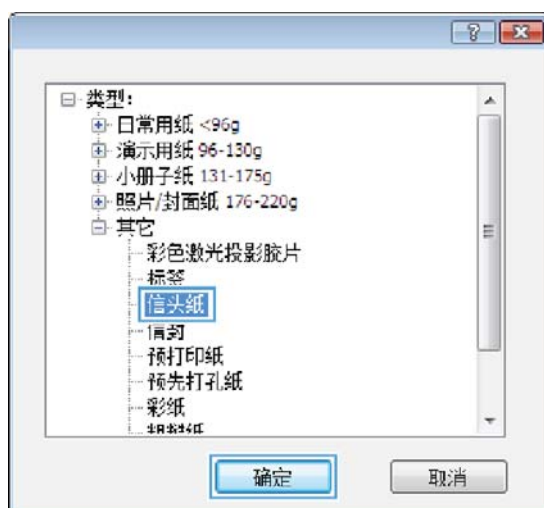 类型:
日常用纸 <96g
演示用纸 96-130g
小册子纸 131-175g
照片/封面纸 176-220g
其它
彩色激光投影胶片
标签
信头纸
信封
预打印纸
预先打孔纸
彩纸
确定 取消